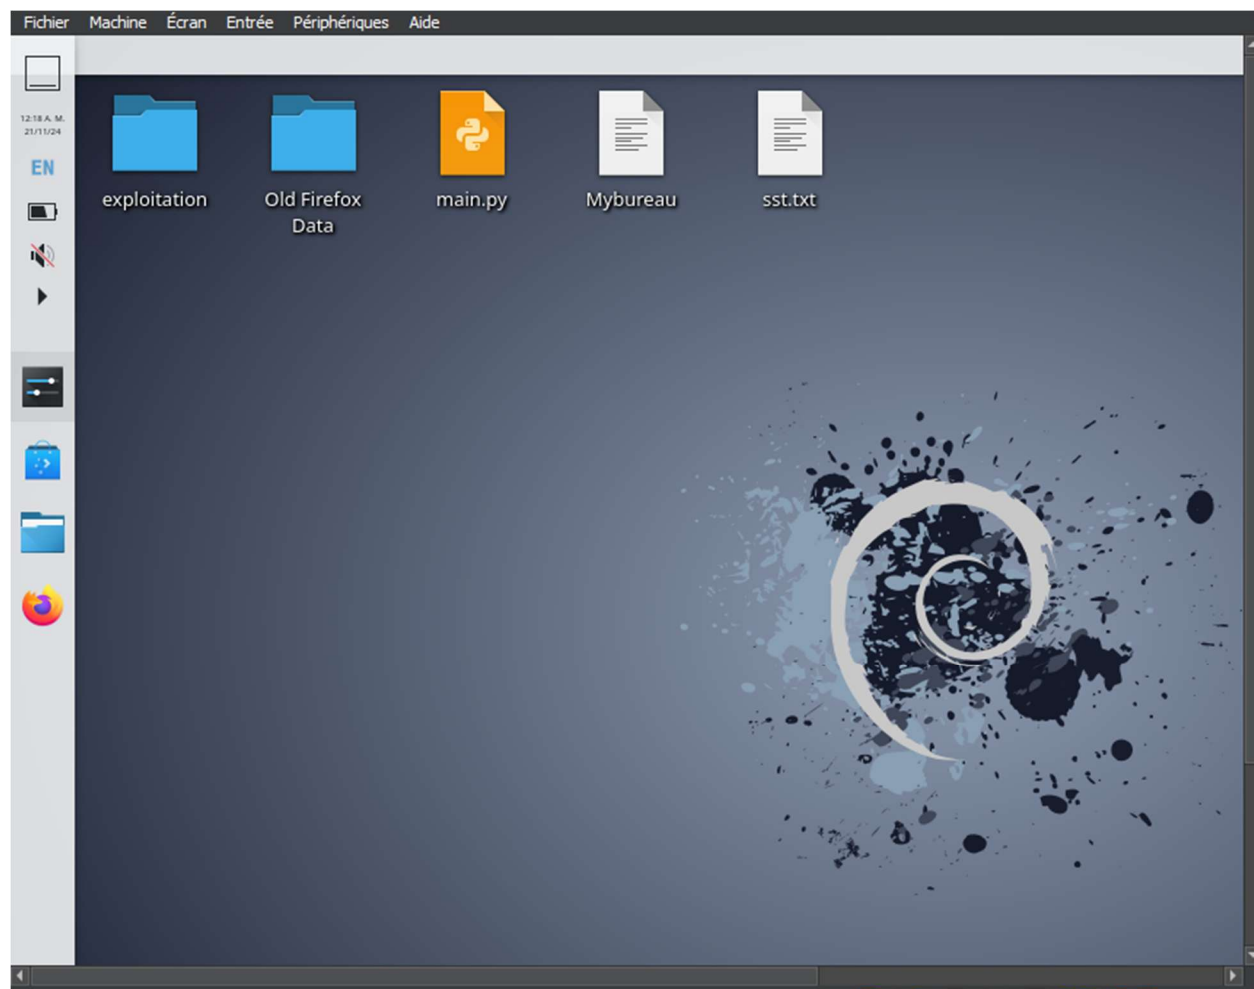 Fichier Machine Écran Entrée Périphériques Aide
12:18 A. M.
21/11/24
EN
exploitation
Old Firefox
Data
main.py
Mybureau
sst.txt